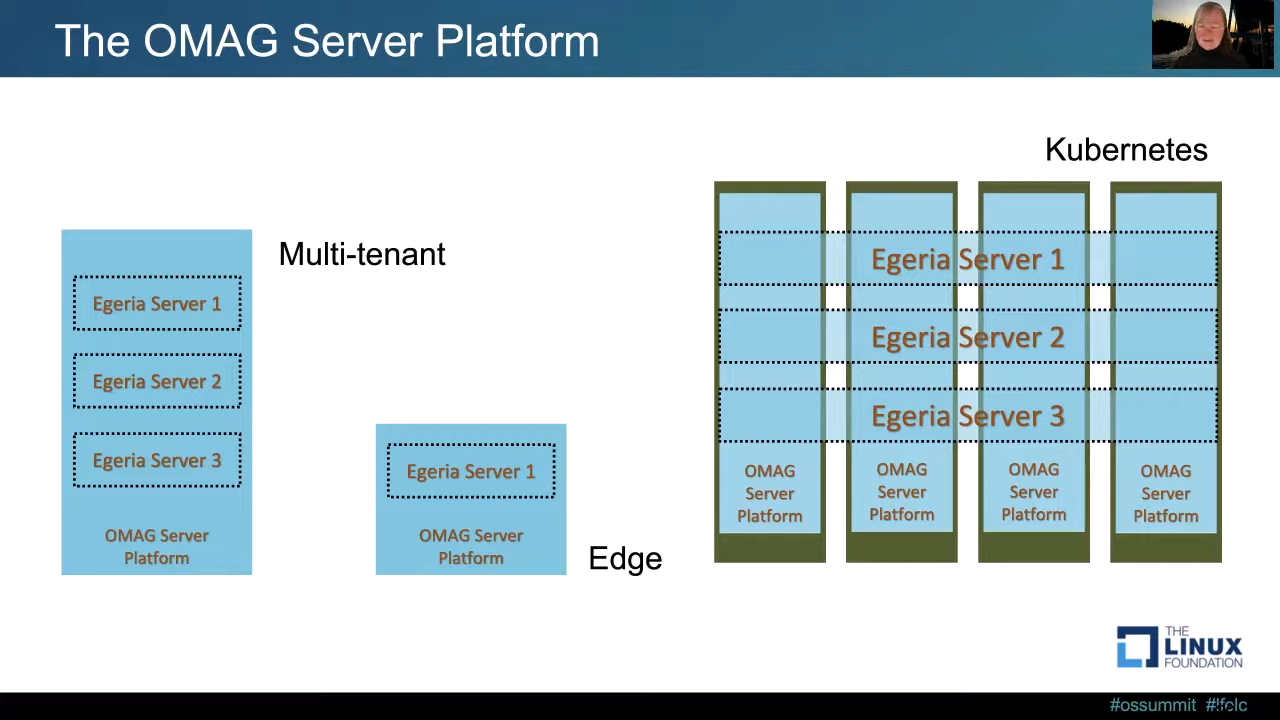 The OMAG Server Platform
Multi-tenant
Egeria Server 1
Egeria Server 2
Egeria Server 3
OMAG Server
Platform
Egeria Server 1
OMAG Server
Platform
Edge
Kubernetes
Egeria Server 1
Egeria Server 2
Egeria Server 3
OMAG
Server
Platform
OMAG
Server
Platform
OMAG
Server
Platform
OMAG
Server
Platform
THE
LINUX
FOUNDATION
#ossummit #lfelc